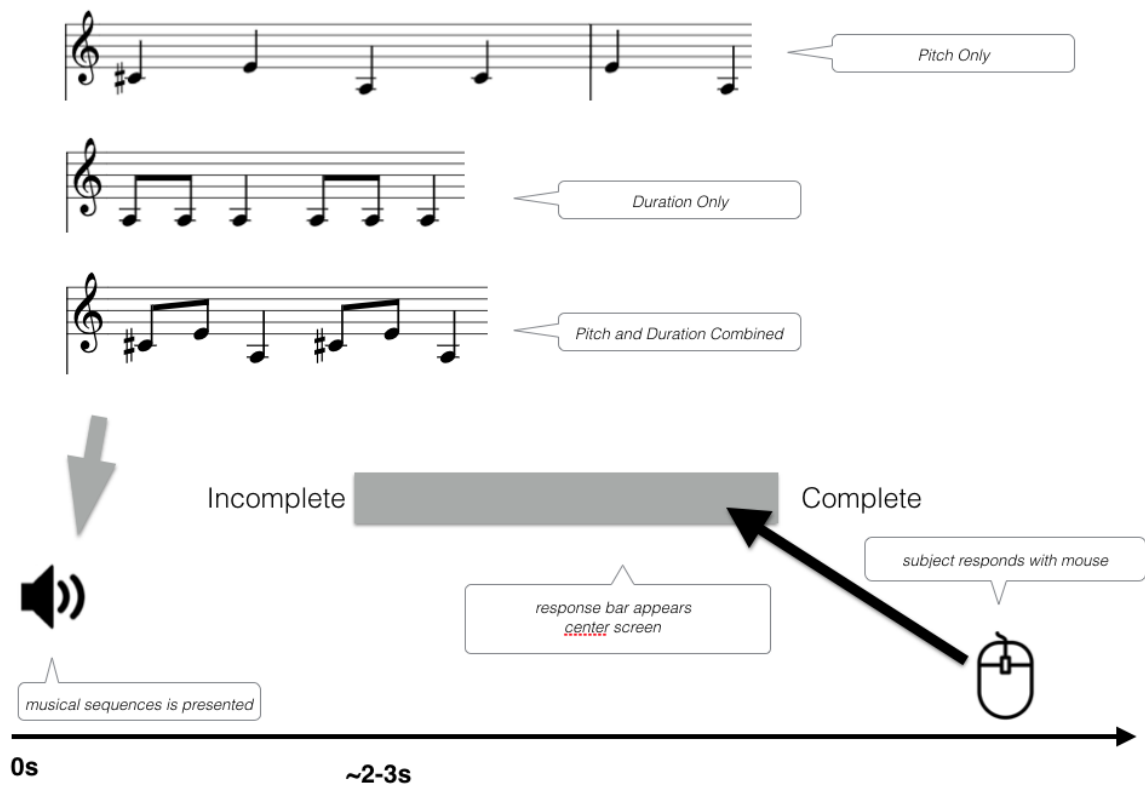 Pitch Only
Duration Only
Pitch and Duration Combined
Incomplete
Complete
subject responds with mouse
response bar appears
center screen
musical sequences is presented
0s
~2-3s